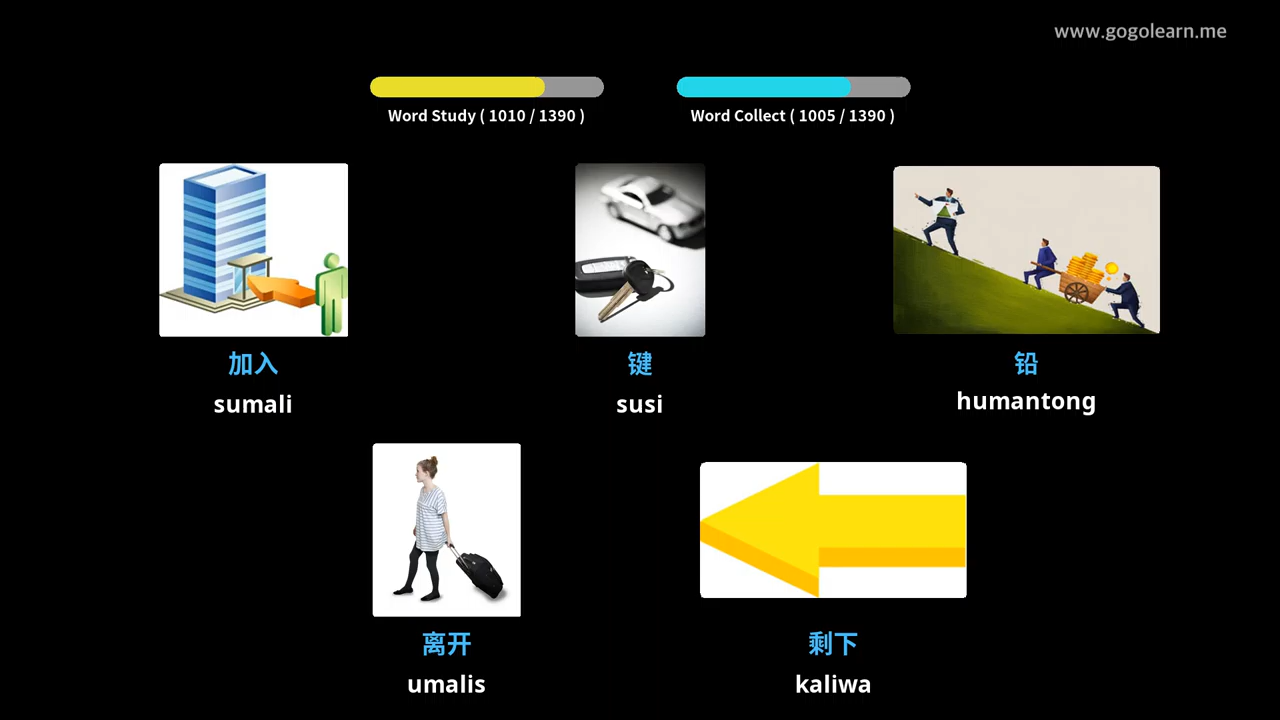 www.gogolearn.me
Word Study ( 1010 / 1390 )
Word Collect ( 1005 / 1390 )
加入
sumali
键
susi
铅
humantong
离开
umalis
剩下
kaliwa